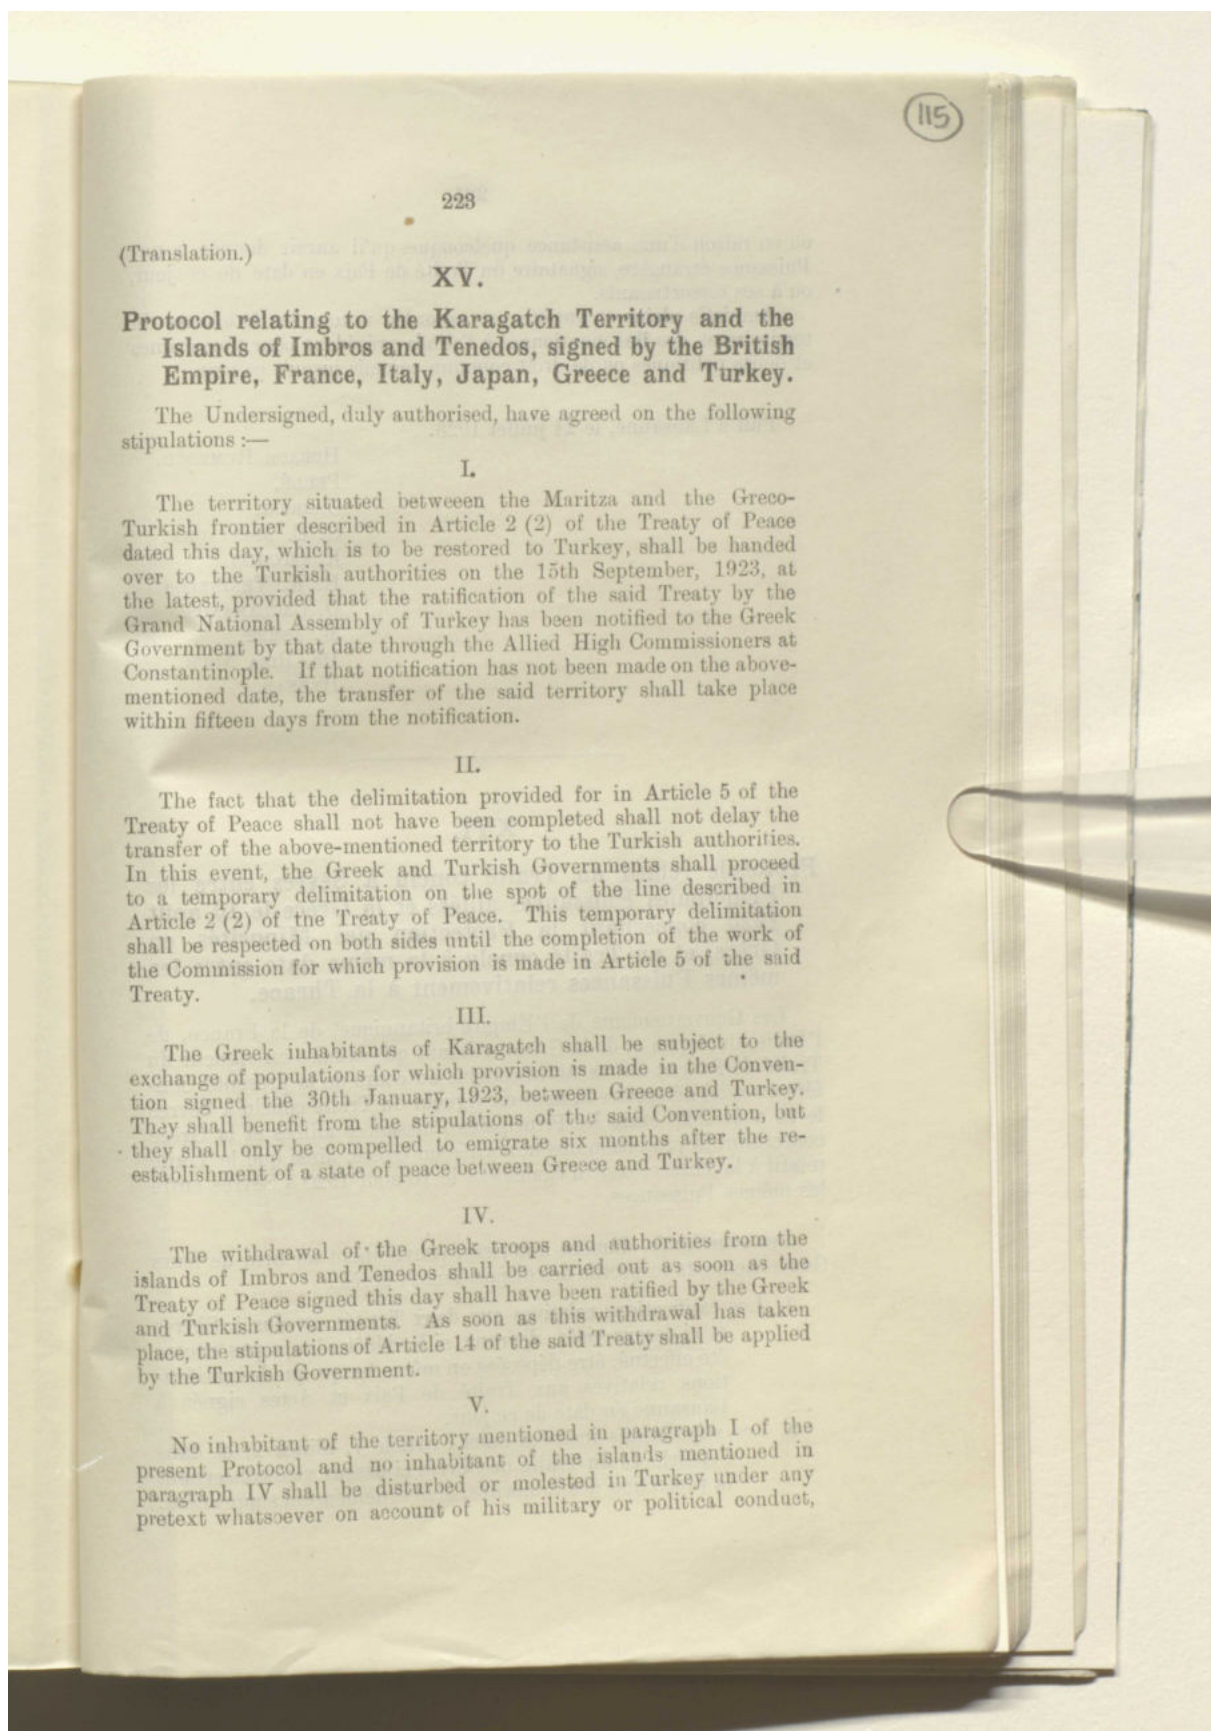 115
223
(Translation.)
XV.
Protocol relating to the Karagatch Territory and the
Islands of Imbros and Tenedos, signed by the British
Empire, France, Italy, Japan, Greece and Turkey.
The Undersigned, duly authorised, have agreed on the following
stipulations :—
I.
The territory situated betweeen the Maritza and the Greco-
Turkish frontier described in Article 2 (2) of the Treaty of Peace
dated this day, which is to be restored to Turkey, shall be handed
over to the Turkish authorities on the 15th September, 1923, at
the latest, provided that the ratification of the said Treaty by the
Grand National Assembly of Turkey has been notified to the Greek
Government by that date through the Allied High Commissioners at
Constantinople. If that notification has not been made on the above-
mentioned date, the transfer of the said territory shall take place
within fifteen days from the notification.
II.
The fact that the delimitation provided for in Article 5 of the
Treaty of Peace shall not have been completed shall not delay the
transfer of the above-mentioned territory to the Turkish authorities.
In this event, the Greek and Turkish Governments shall proceed
to a temporary delimitation on the spot of the line described in
Article 2 (2) of the Treaty of Peace. This temporary delimitation
shall be respected on both sides until the completion of the work of
the Commission for which provision is made in Article 5 of the said
Treaty.
III.
The Greek inhabitants of Karagatch shall be subject to the
exchange of populations for which provision is made in the Conven-
tion signed the 30th January, 1923, between Greece and Turkey.
They shall benefit from the stipulations of the said Convention, but
they shall only be compelled to emigrate six months after the re-
establishment of a state of peace between Greece and Turkey.
IV.
The withdrawal of the Greek troops and authorities from the
islands of Imbros and Tenedos shall be carried out as soon as the
Treaty of Peace signed this day shall have been ratified by the Greek
and Turkish Governments. As soon as this withdrawal has taken
place, the stipulations of Article 14 of the said Treaty shall be applied
by the Turkish Government.
V.
No inhabitant of the territory mentioned in paragraph I of the
present Protocol and no inhabitant of the islands mentioned in
paragraph IV shall be disturbed or molested in Turkey under any
pretext whatsoever on account of his military or political conduct,